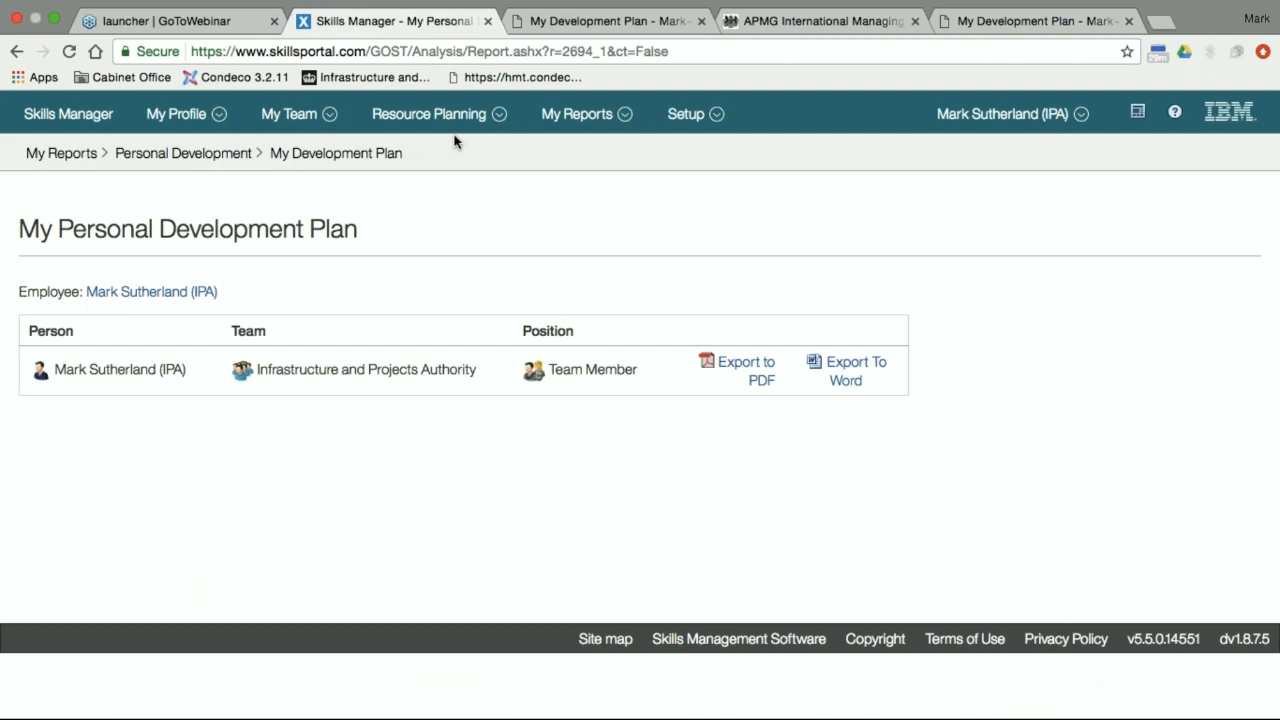 launcher | GoToWebinar
Skills Manager - My Personal
My Development Plan - Mark
APMG International Managing
My Development Plan - Mark
Mark
Secure
https://www.skillsportal.com/GOST/Analysis/Report.ashx?r=2694_1&ct=False
29m
Apps
Cabinet Office
Condeco 3.2.11
Infrastructure and...
https://hmt.condec...
Skills Manager
My Profile
My Team
Resource Planning
My Reports
Setup
Mark Sutherland (IPA)
IBM
My Reports > Personal Development > My Development Plan
My Personal Development Plan
Employee: Mark Sutherland (IPA)
Person Team Position
Mark Sutherland (IPA) Infrastructure and Projects Authority Team Member
Export to
PDF
Export To
Word
Site map Skills Management Software Copyright Terms of Use Privacy Policy v5.5.0.14551 dv1.8.7.5